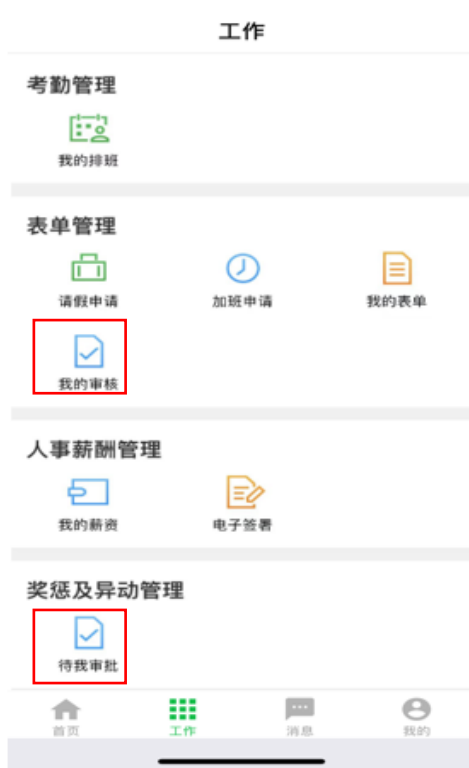 工作
考勤管理
我的排班
表单管理
请假申请 加班申请 我的表单
我的审核
人事薪酬管理
我的薪资 电子签署
奖惩及异动管理
待我审批
首页 工作 消息 我的